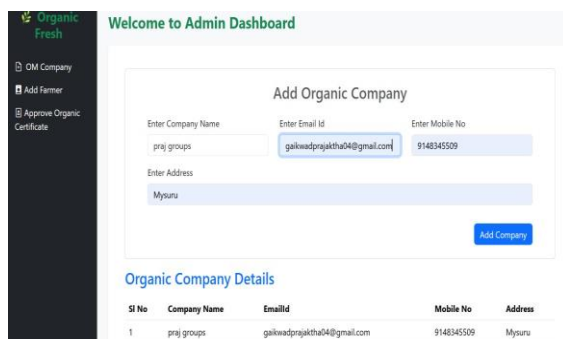 Organic
Fresh
Welcome to Admin Dashboard
OM Company
Add Farmer
Approve Organic
Certificate
Add Organic Company
Enter Company Name Enter Email Id Enter Mobile No
praj groups gaikwadprajaktha04@gmail.com 9148345509
Enter Address
Mysuru
Add Company
Organic Company Details
Sl No Company Name EmailId Mobile No Address
1 praj groups gaikwadprajaktha04@gmail.com 9148345509 Mysuru